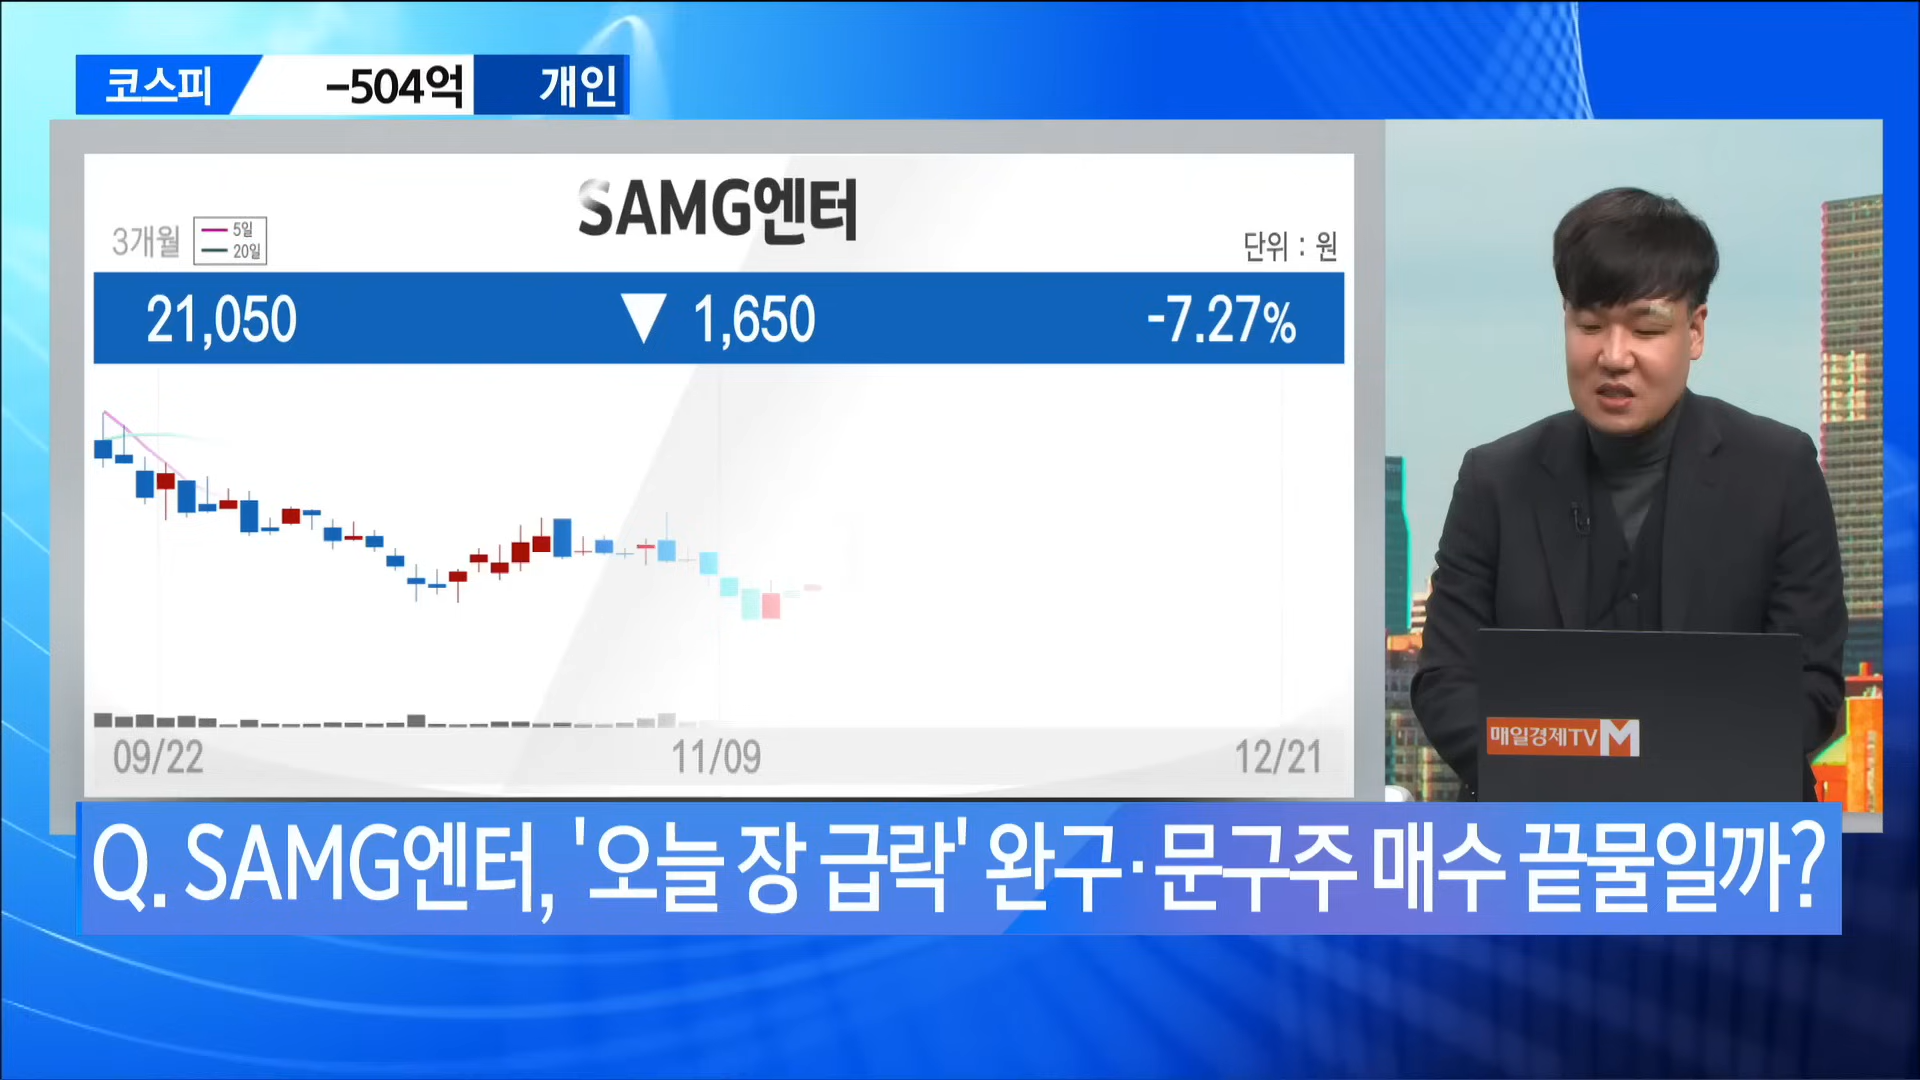 코스피 -504억 개인
SAMG엔터
3개월 5일
20일
단위 : 원
21,050 ▼ 1,650 -7.27%
09/22 11/09 12/21
매일경제TV M
Q. SAMG엔터, '오늘 장 급락' 완구·문구주 매수 끝물일까?